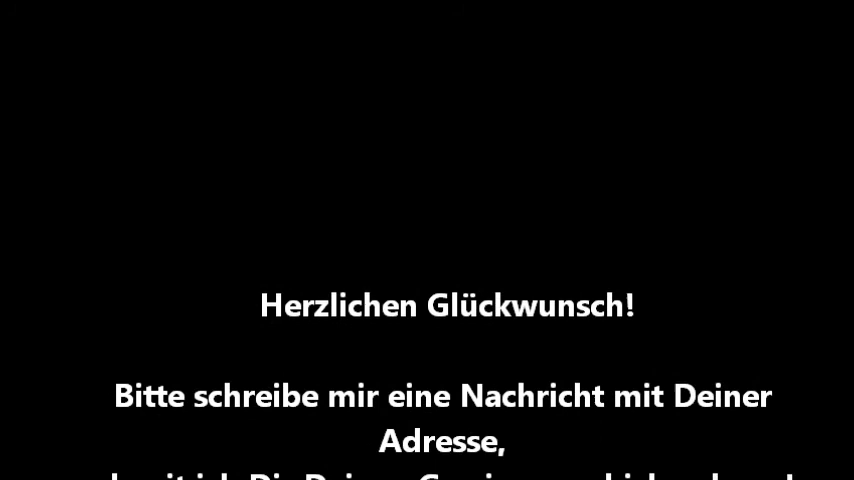 Herzlichen Glückwunsch!
Bitte schreibe mir eine Nachricht mit Deiner
Adresse,